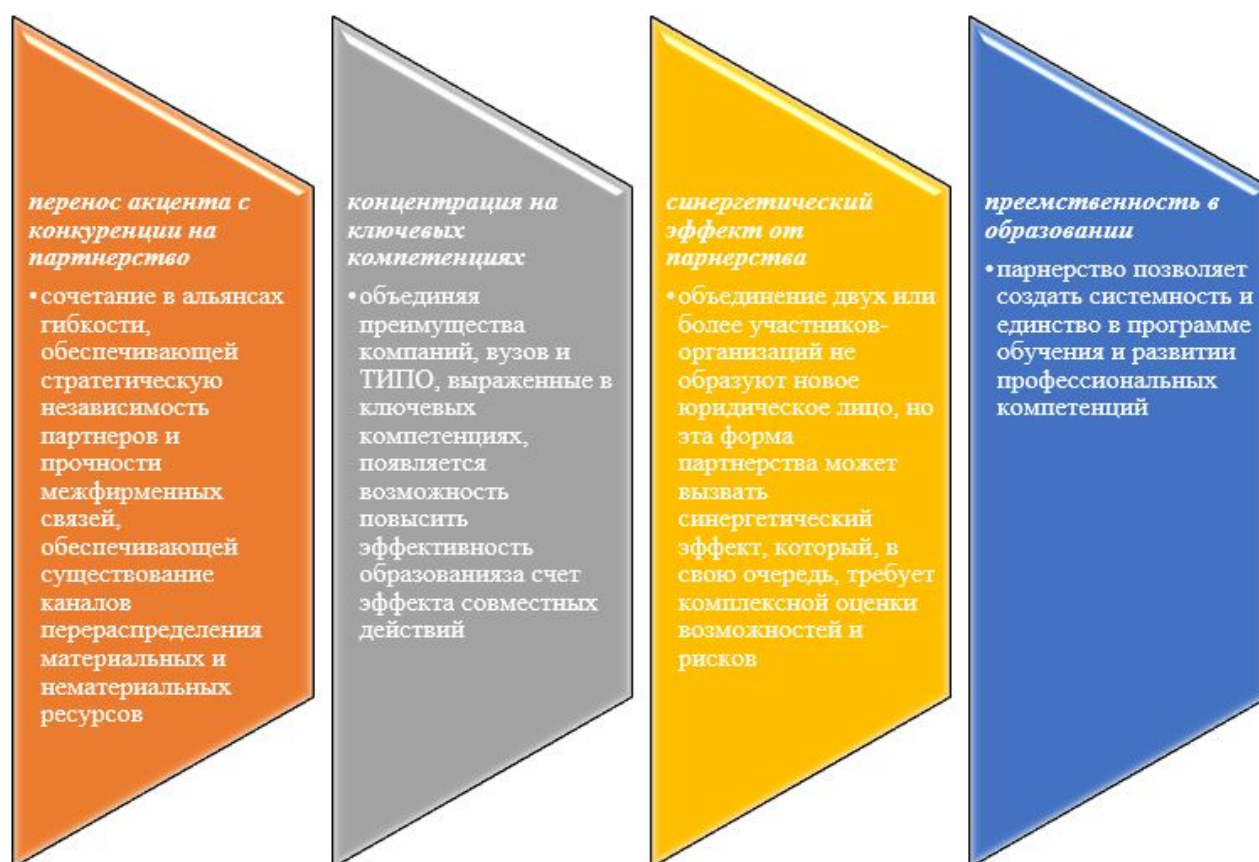 перенос акцента с
конкуренции на
партнерство
•сочетание в альянсах
гибкости,
обеспечивающей
стратегическую
независимость
партнеров и
прочности
межфирменных
связей,
обеспечивающей
существование
каналов
перераспределения
материальных и
нематериальных
ресурсов
концентрация на
ключевых
компетенциях
•объединяя
преимущества
компаний, вузов и
ТИПО, выраженные в
ключевых
компетенциях,
появляется
возможность
повысить
эффективность
образованияза счет
эффекта совместных
действий
синергетический
эффект от
парнерства
•объединение двух или
более участников-
организаций не
образуют новое
юридическое лицо, но
эта форма
партнерства может
вызвать
синергетический
эффект, который, в
свою очередь, требует
комплексной оценки
возможностей и
рисков
преемственность в
образовании
•парнерство позволяет
создать системность и
единство в программе
обучения и развитии
профессиональных
компетенций